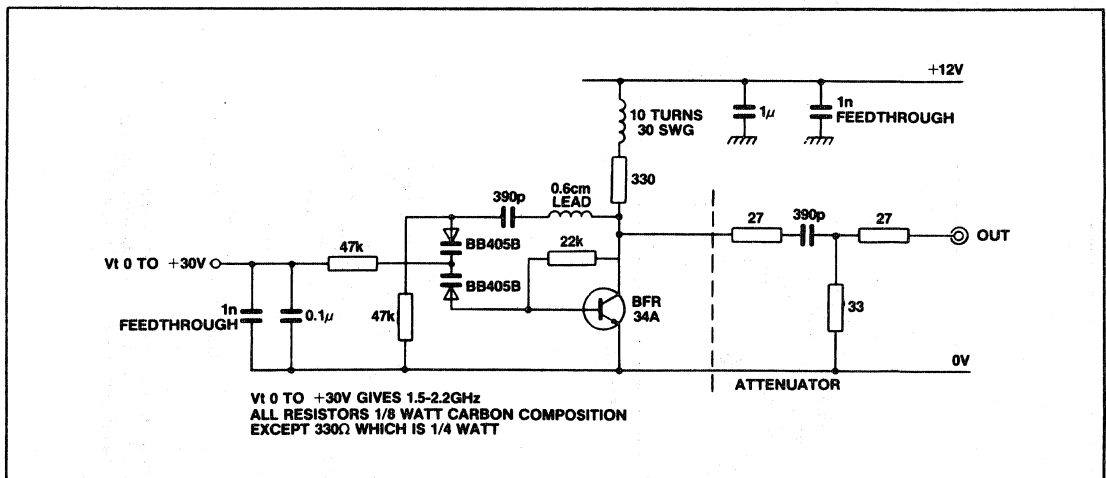 +12V
10 TURNS
30 SWG
1μ
1n
FEEDTHROUGH
330
390p
0.6cm
LEAD
BB405B
47k
22k
27
390p
27
OUT
Vt 0 TO +30V
BB405B
1n
FEEDTHROUGH
0.1μ
47k
BFR
34A
33
0V
ATTENUATOR
Vt 0 TO +30V GIVES 1.5-2.2GHz
ALL RESISTORS 1/8 WATT CARBON COMPOSITION
EXCEPT 330Ω WHICH IS 1/4 WATT